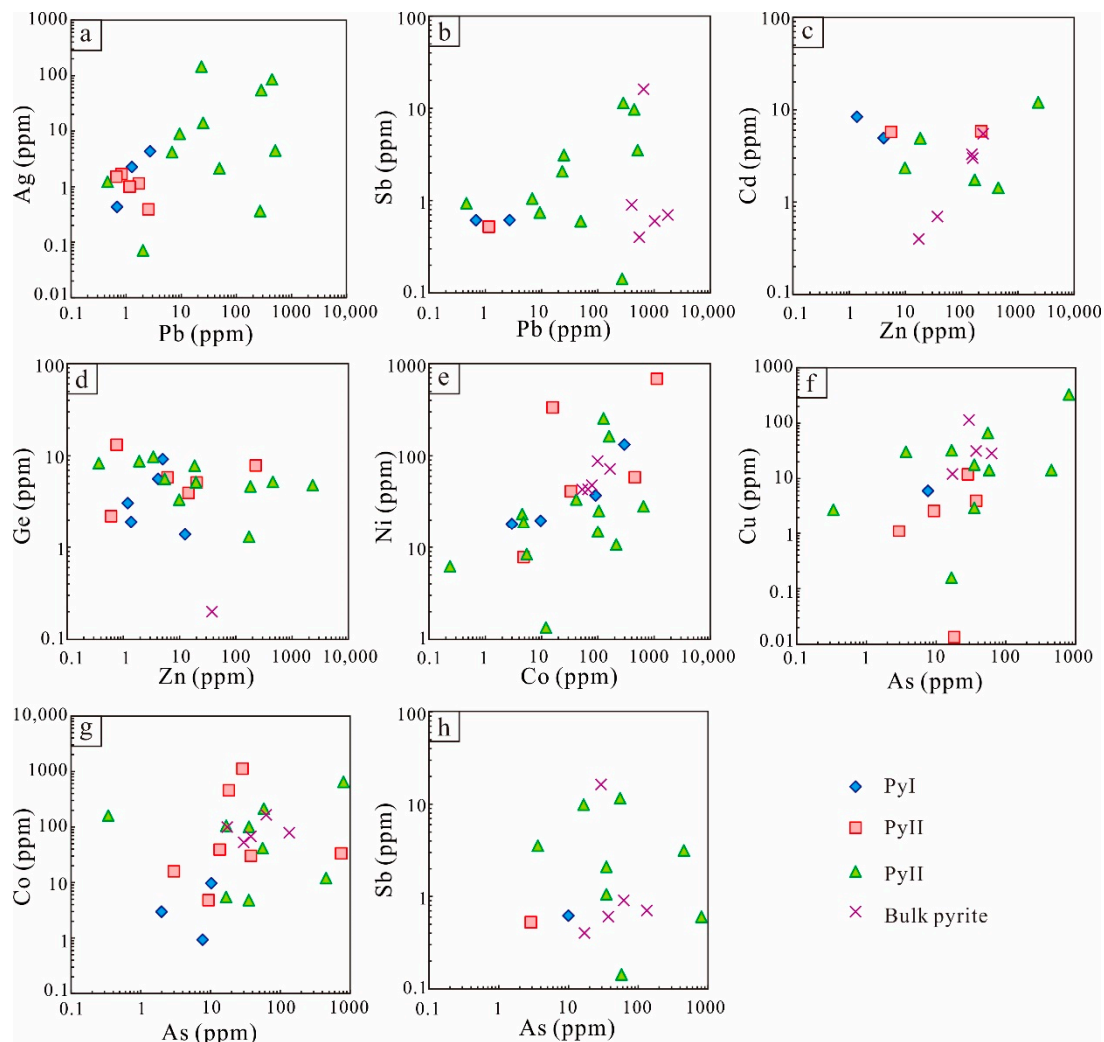 a
1000
100
10
1
0.1
0.01
Ag (ppm)
0.1 1 10 100 1000 10,000
Pb (ppm)
b
100
10
1
0.1
Sb (ppm)
0.1 1 10 100 1000 10,000
Pb (ppm)
c
100
10
1
0.1
Cd (ppm)
0.1 1 10 100 1000 10,000
Zn (ppm)
d
100
10
1
0.1
Ge (ppm)
0.1 1 10 100 1000 10,000
Zn (ppm)
e
1000
100
10
1
Ni (ppm)
0.1 1 10 100 1000 10,000
Co (ppm)
f
1000
100
10
1
0.1
0.01
Cu (ppm)
0.1 1 10 100 1000
As (ppm)
g
10,000
1000
100
10
1
0.1
Co (ppm)
0.1 1 10 100 1000
As (ppm)
h
100
10
1
0.1
Sb (ppm)
0.1 1 10 100 1000
As (ppm)
PyI
PyII
PyII
Bulk pyrite